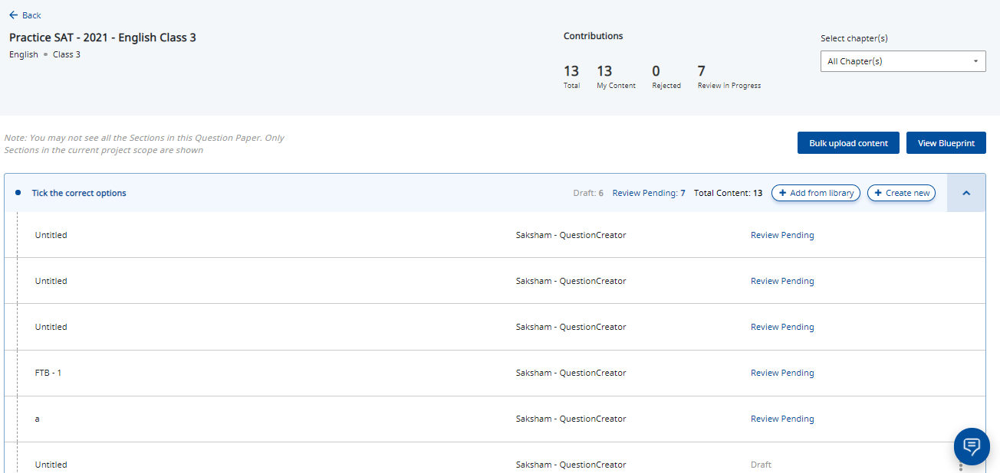 Back
Practice SAT - 2021 - English Class 3
English • Class 3
Contributions
13 13 0 7
Total My Content Rejected Review in Progress
Select chapter(s)
All Chapter(s)
Note: You may not see all the Sections in this Question Paper. Only
Sections in the current project scope are shown
Bulk upload content View Blueprint
Tick the correct options Draft: 6 Review Pending: 7 Total Content: 13 + Add from library + Create new
Untitled Saksham - QuestionCreator Review Pending
Untitled Saksham - QuestionCreator Review Pending
Untitled Saksham - QuestionCreator Review Pending
FTB - 1 Saksham - QuestionCreator Review Pending
a Saksham - QuestionCreator Review Pending
Untitled Saksham - QuestionCreator Draft